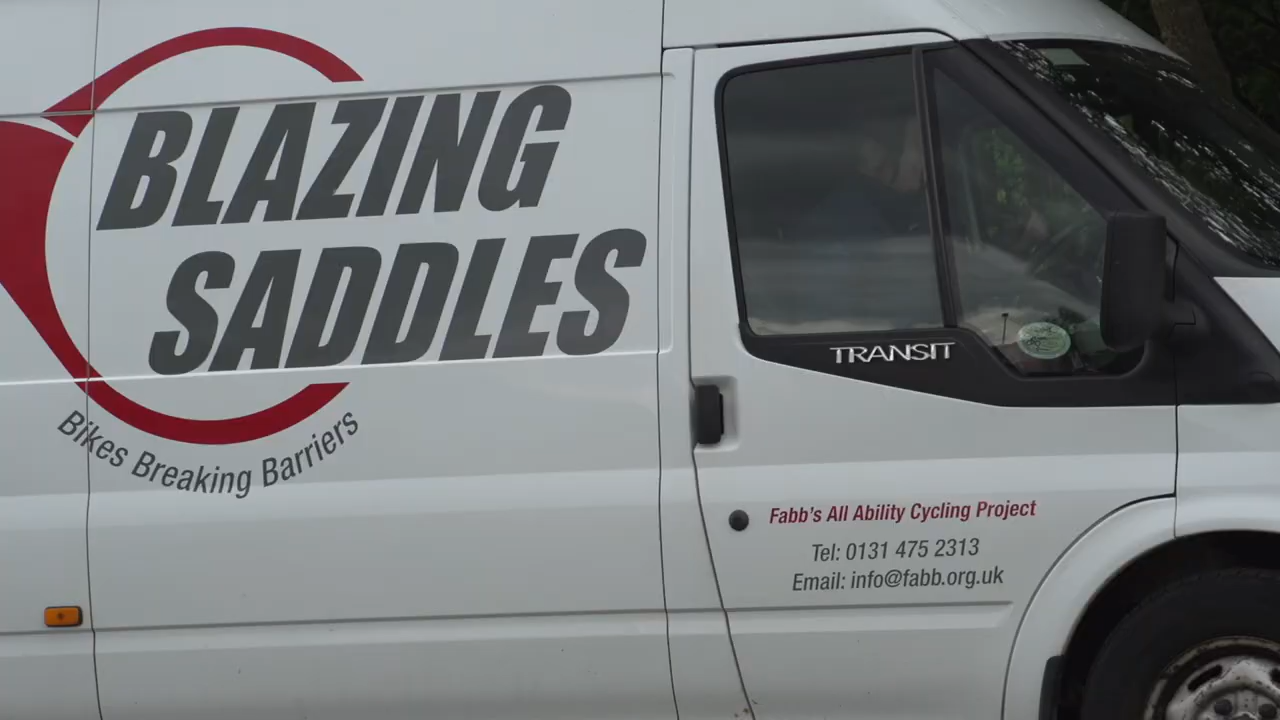 BLAZING
SADDLES
Bikes Breaking Barriers
TRANSIT
Fabb's All Ability Cycling Project
Tel: 0131 475 2313
Email: info@fabb.org.uk